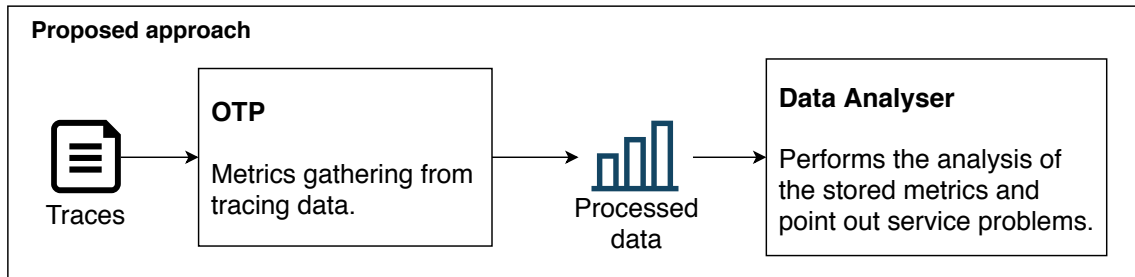 Proposed approach
Traces
OTP
Metrics gathering from
tracing data.
Processed
data
Data Analyser
Performs the analysis of
the stored metrics and
point out service problems.